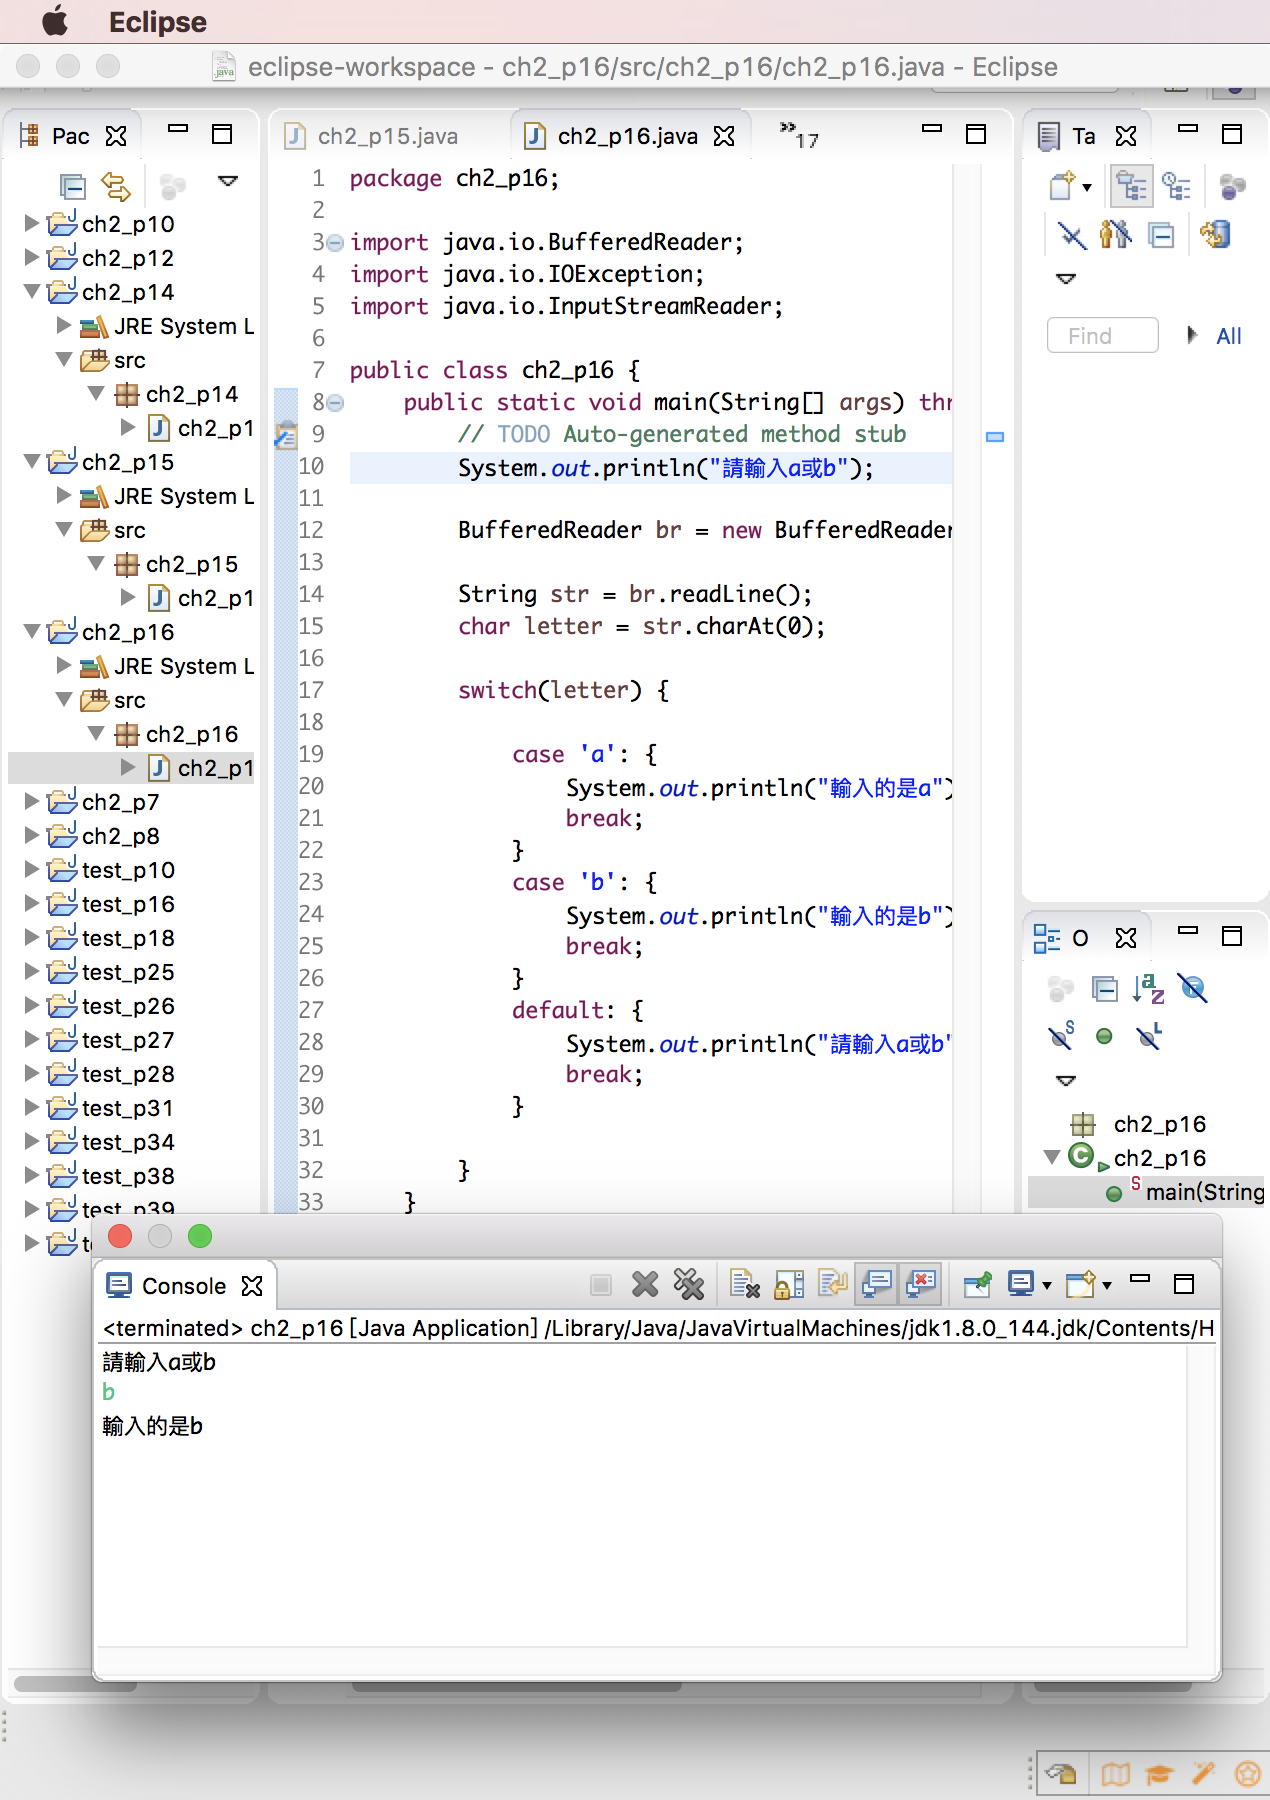 Eclipse
eclipse-workspace - ch2_p16/src/ch2_p16/ch2_p16.java - Eclipse
Pac
ch2_p10
ch2_p12
ch2_p14
JRE System L
src
ch2_p14
ch2_p1
ch2_p15
JRE System L
src
ch2_p15
ch2_p1
ch2_p16
JRE System L
src
ch2_p16
ch2_p1
ch2_p7
ch2_p8
test_p10
test_p16
test_p18
test_p25
test_p26
test_p27
test_p28
test_p31
test_p34
test_p38
test_p39
ch2_p15.java
ch2_p16.java
»17
1 package ch2_p16;
2
3 import java.io.BufferedReader;
4 import java.io.IOException;
5 import java.io.InputStreamReader;
6
7 public class ch2_p16 {
8 public static void main(String[] args) thr
9 // TODO Auto-generated method stub
10 System.out.println("請輸入a或b");
11
12 BufferedReader br = new BufferedReader
13
14 String str = br.readLine();
15 char letter = str.charAt(0);
16
17 switch(letter) {
18
19 case 'a': {
20 System.out.println("輸入的是a")
21 break;
22 }
23 case 'b': {
24 System.out.println("輸入的是b")
25 break;
26 }
27 default: {
28 System.out.println("請輸入a或b"
29 break;
30 }
31
32 }
33 }
Ta
Find
All
O
ch2_p16
ch2_p16
main(String
Console
<terminated> ch2_p16 [Java Application] /Library/Java/JavaVirtualMachines/jdk1.8.0_144.jdk/Contents/H
請輸入a或b
b
輸入的是b